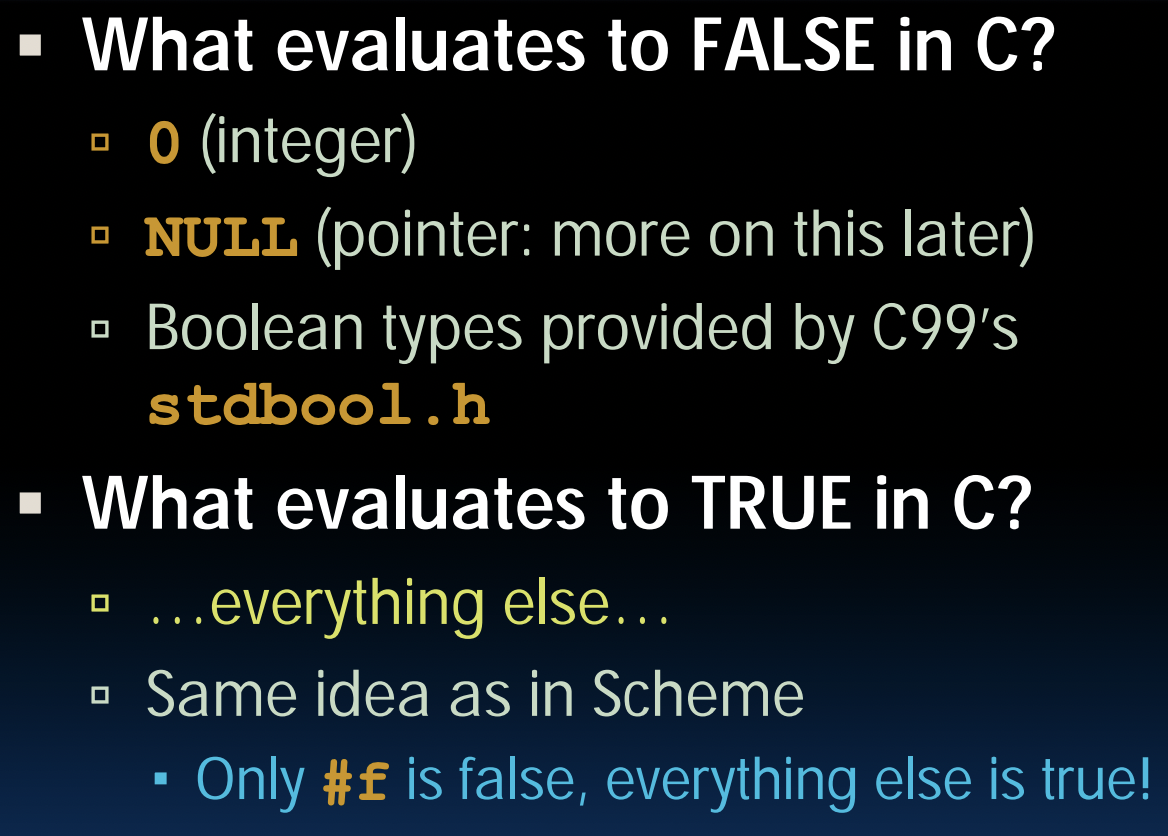 What evaluates to FALSE in C?
0 (integer)
NULL (pointer: more on this later)
Boolean types provided by C99's
stdbool.h
What evaluates to TRUE in C?
…everything else…
Same idea as in Scheme
Only #f is false, everything else is true!